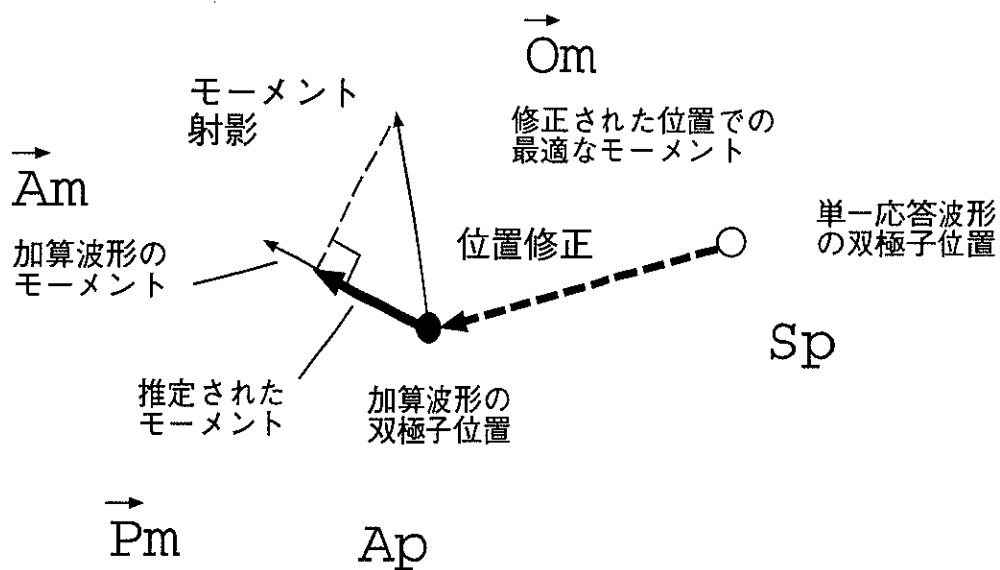 Om
モーメント
射影
修正された位置での
最適なモーメント
Am
単一応答波形
の双極子位置
加算波形の
モーメント
位置修正
Sp
推定された
モーメント
加算波形の
双極子位置
Pm
Ap